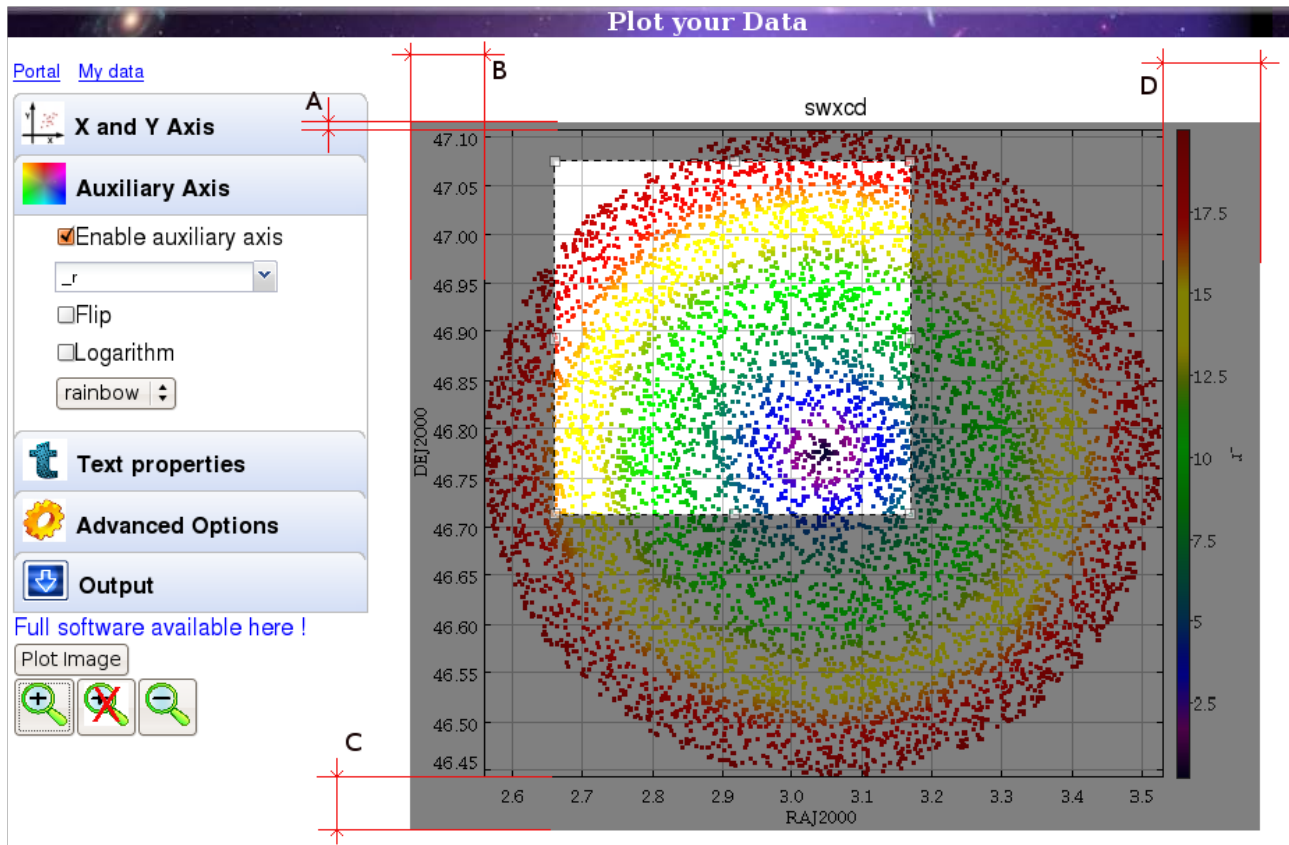 Plot your Data
Portal My data
X and Y Axis
Auxiliary Axis
Enable auxiliary axis
_r
Flip
Logarithm
rainbow
Text properties
Advanced Options
Output
Full software available here !
Plot Image
A
B
C
D
swxcd
47.10
47.05
47.00
46.95
46.90
46.85
46.80
46.75
46.70
46.65
46.60
46.55
46.50
46.45
DEJ2000
2.6 2.7 2.8 2.9 3.0 3.1 3.2 3.3 3.4 3.5
RAJ2000
17.5
15
12.5
10
7.5
5
2.5
_r